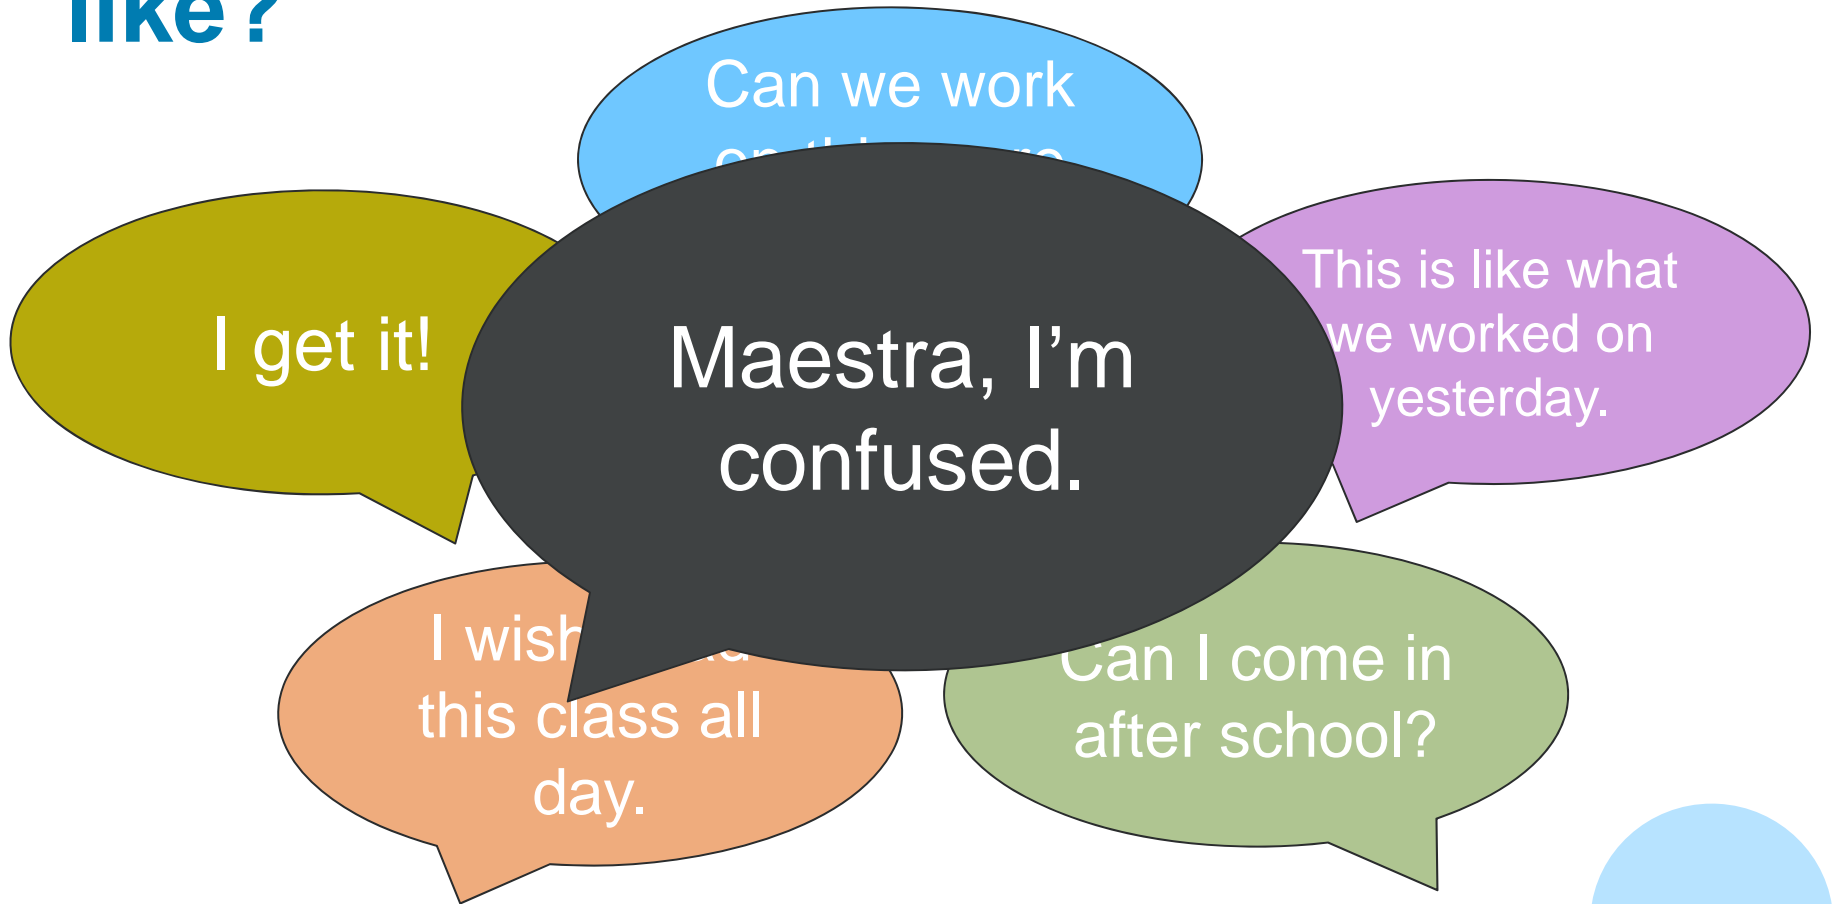 like?
Can we work
I get it!
Maestra, I’m
confused.
This is like what
we worked on
yesterday.
I wish
this class all
day.
Can I come in
after school?